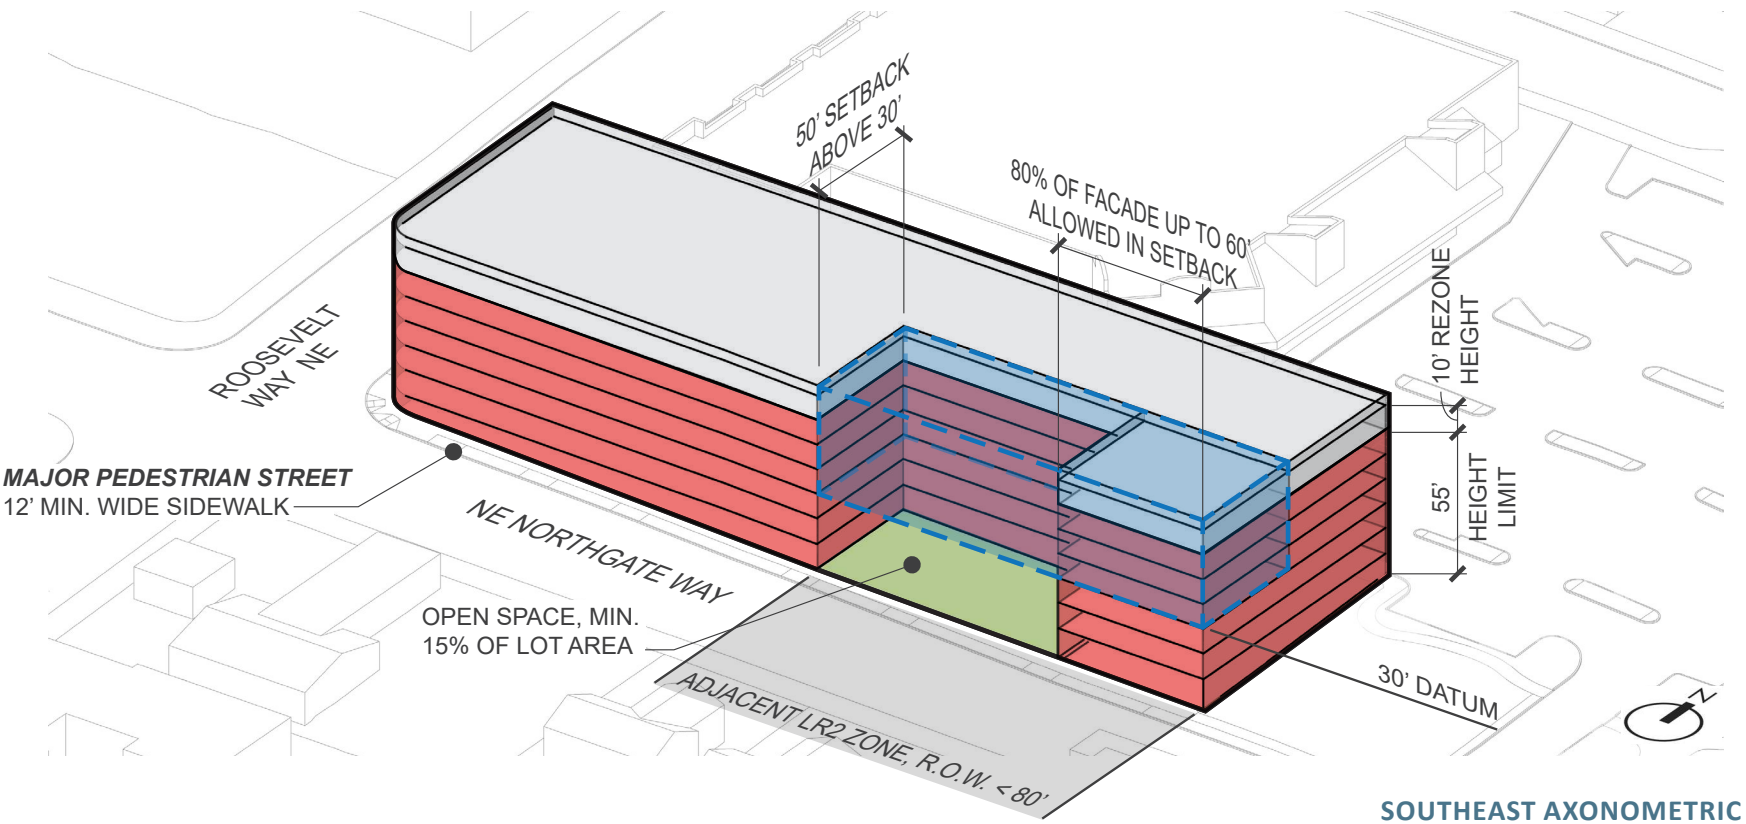 50’ SETBACK
ABOVE 30’
80% OF FACADE UP TO 60’
ALLOWED IN SETBACK
10’ REZONE
HEIGHT
55’
HEIGHT
LIMIT
ROOSEVELT
WAY NE
MAJOR PEDESTRIAN STREET
12’ MIN. WIDE SIDEWALK
NE NORTHGATE WAY
OPEN SPACE, MIN.
15% OF LOT AREA
ADJACENT LR2 ZONE, R.O.W. < 80’
30’ DATUM
N
SOUTHEAST AXONOMETRIC